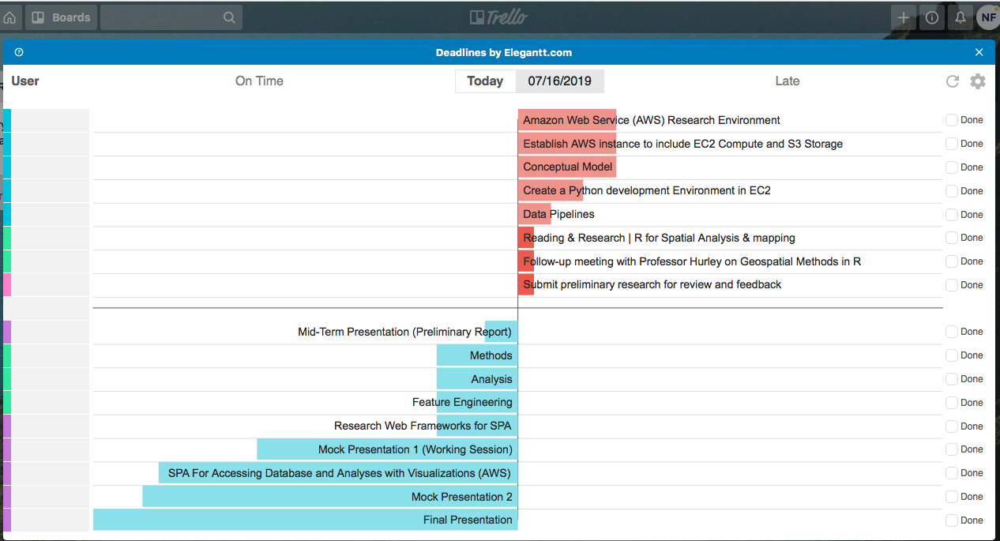 Boards
Trello
NF
Deadlines by Elegantt.com
User
On Time
Today
07/16/2019
Late
Amazon Web Service (AWS) Research Environment
Done
Establish AWS instance to include EC2 Compute and S3 Storage
Done
Conceptual Model
Done
Create a Python development Environment in EC2
Done
Data Pipelines
Done
Reading & Research | R for Spatial Analysis & mapping
Done
Follow-up meeting with Professor Hurley on Geospatial Methods in R
Done
Submit preliminary research for review and feedback
Done
Mid-Term Presentation (Preliminary Report)
Done
Methods
Done
Analysis
Done
Feature Engineering
Done
Research Web Frameworks for SPA
Done
Mock Presentation 1 (Working Session)
Done
SPA For Accessing Database and Analyses with Visualizations (AWS)
Done
Mock Presentation 2
Done
Final Presentation
Done